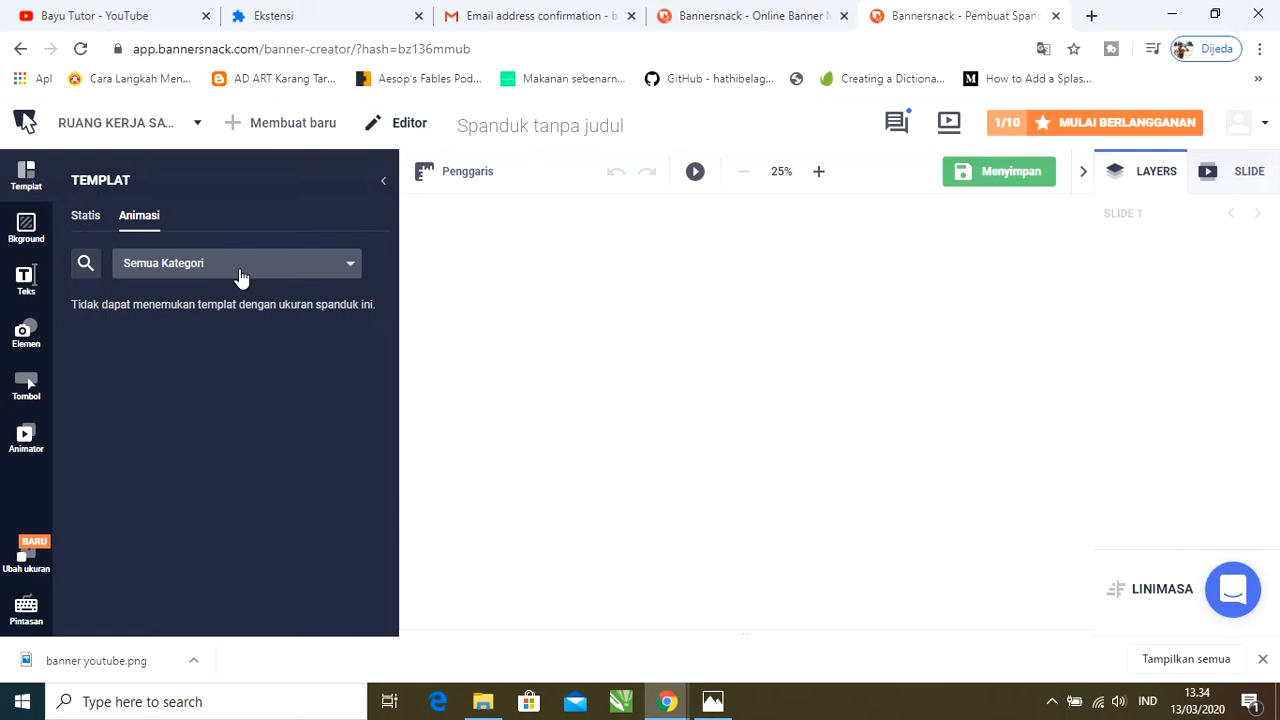 Bayu Tutor - YouTube
Ekstensi
Email address confirmation - b
Bannersnack - Online Banner M
Bannersnack - Pembuat Spand
app.bannersnack.com/banner-creator/?hash=bz136mmub
Dijeda
Apl
Cara Langkah Men...
AD ART Karang Tar...
Aesop's Fables Pod...
Makanan sebenarn...
GitHub - hathibelag...
Creating a Dictiona...
How to Add a Splas...
»
RUANG KERJA SA...
Membuat baru
Editor
Spanduk tanpa judul
1/10
MULAI BERLANGGANAN
Templat
TEMPLAT
Penggaris
25%
Menyimpan
LAYERS
SLIDE
Statis
Animasi
SLIDE 1
Bkground
Semua Kategori
Teks
Tidak dapat menemukan templat dengan ukuran spanduk ini.
Elemen
Tombol
Animator
BARU
Ubah ukuran
LINIMASA
Pintasan
banner youtube.png
Tampilkan semua
Type here to search
IND
13.34
13/03/2020
1